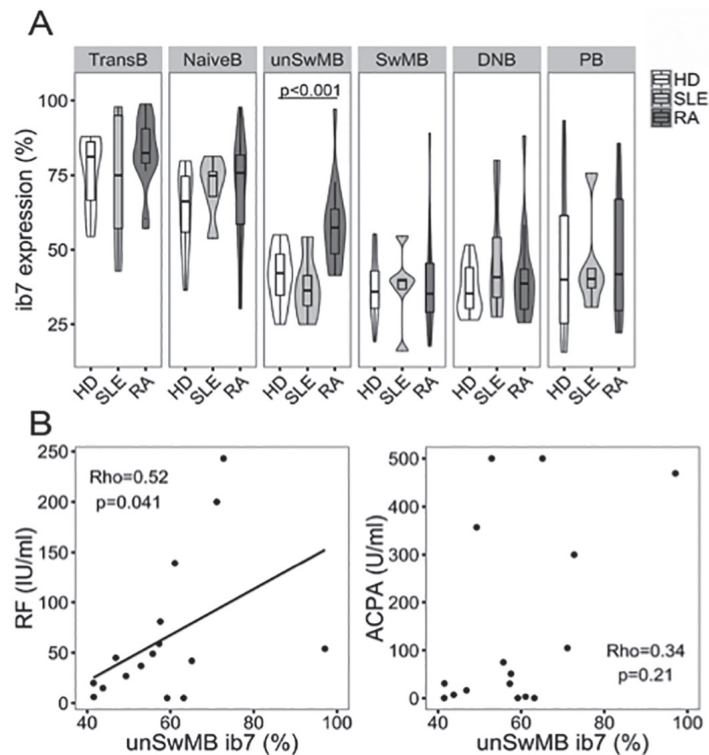 A
TransB NaiveB unSwMB SwMB DNB PB
HD
SLE
RA
p<0.001
ib7 expression (%)
100
75
50
25
HD SLE RA HD SLE RA HD SLE RA HD SLE RA HD SLE RA HD SLE RA
B
Rho=0.52
p=0.041
RF (IU/ml)
250
200
150
100
50
0
40 60 80 100
unSwMB ib7 (%)
Rho=0.34
p=0.21
ACPA (U/ml)
500
400
300
200
100
0
40 60 80 100
unSwMB ib7 (%)